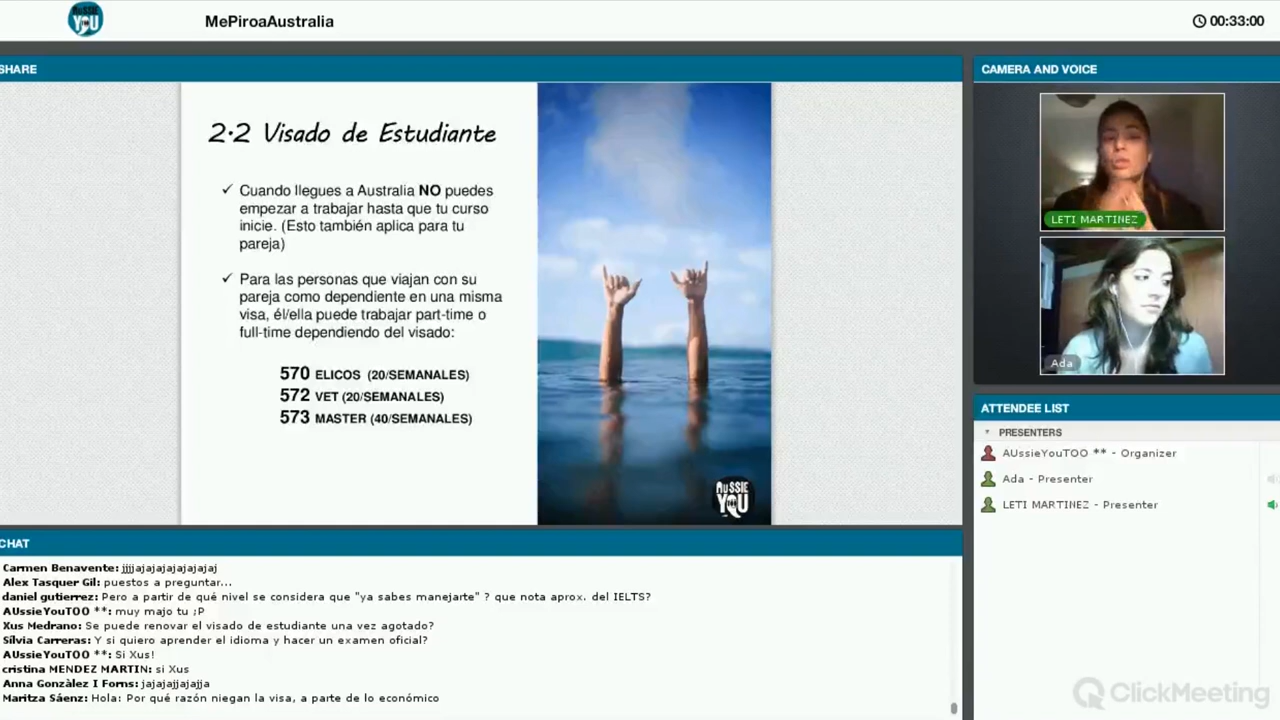 AUSSIE
YOU
MePiroaAustralia
00:33:00
SHARE
CAMERA AND VOICE
2.2 Visado de Estudiante
✓ Cuando llegues a Australia NO puedes
empezar a trabajar hasta que tu curso
inicie. (Esto también aplica para tu
pareja)
✓ Para las personas que viajan con su
pareja como dependiente en una misma
visa, él/ella puede trabajar part-time o
full-time dependiendo del visado:
570 ELICOS (20/SEMANALES)
572 VET (20/SEMANALES)
573 MASTER (40/SEMANALES)
AUSSIE
YOU
LETI MARTINEZ
Ada
ATTENDEE LIST
PRESENTERS
AUssieYouTOO ** - Organizer
Ada - Presenter
LETI MARTINEZ - Presenter
CHAT
Carmen Benavente: jjjjajajajajajajaj
Alex Tasquer Gil: puestos a preguntar...
daniel gutierrez: Pero a partir de qué nivel se considera que "ya sabes manejarte" ? que nota aprox. del IELTS?
AUssieYouTOO **: muy majo tu ;P
Xus Medrano: Se puede renovar el visado de estudiante una vez agotado?
Sílvia Carreras: Y si quiero aprender el idioma y hacer un examen oficial?
AUssieYouTOO **: Si Xus!
cristina MENDEZ MARTIN: si Xus
Anna Gonzàlez I Forns: jajajajjajajja
Maritza Sáenz: Hola: Por qué razón niegan la visa, a parte de lo económico
ClickMeeting